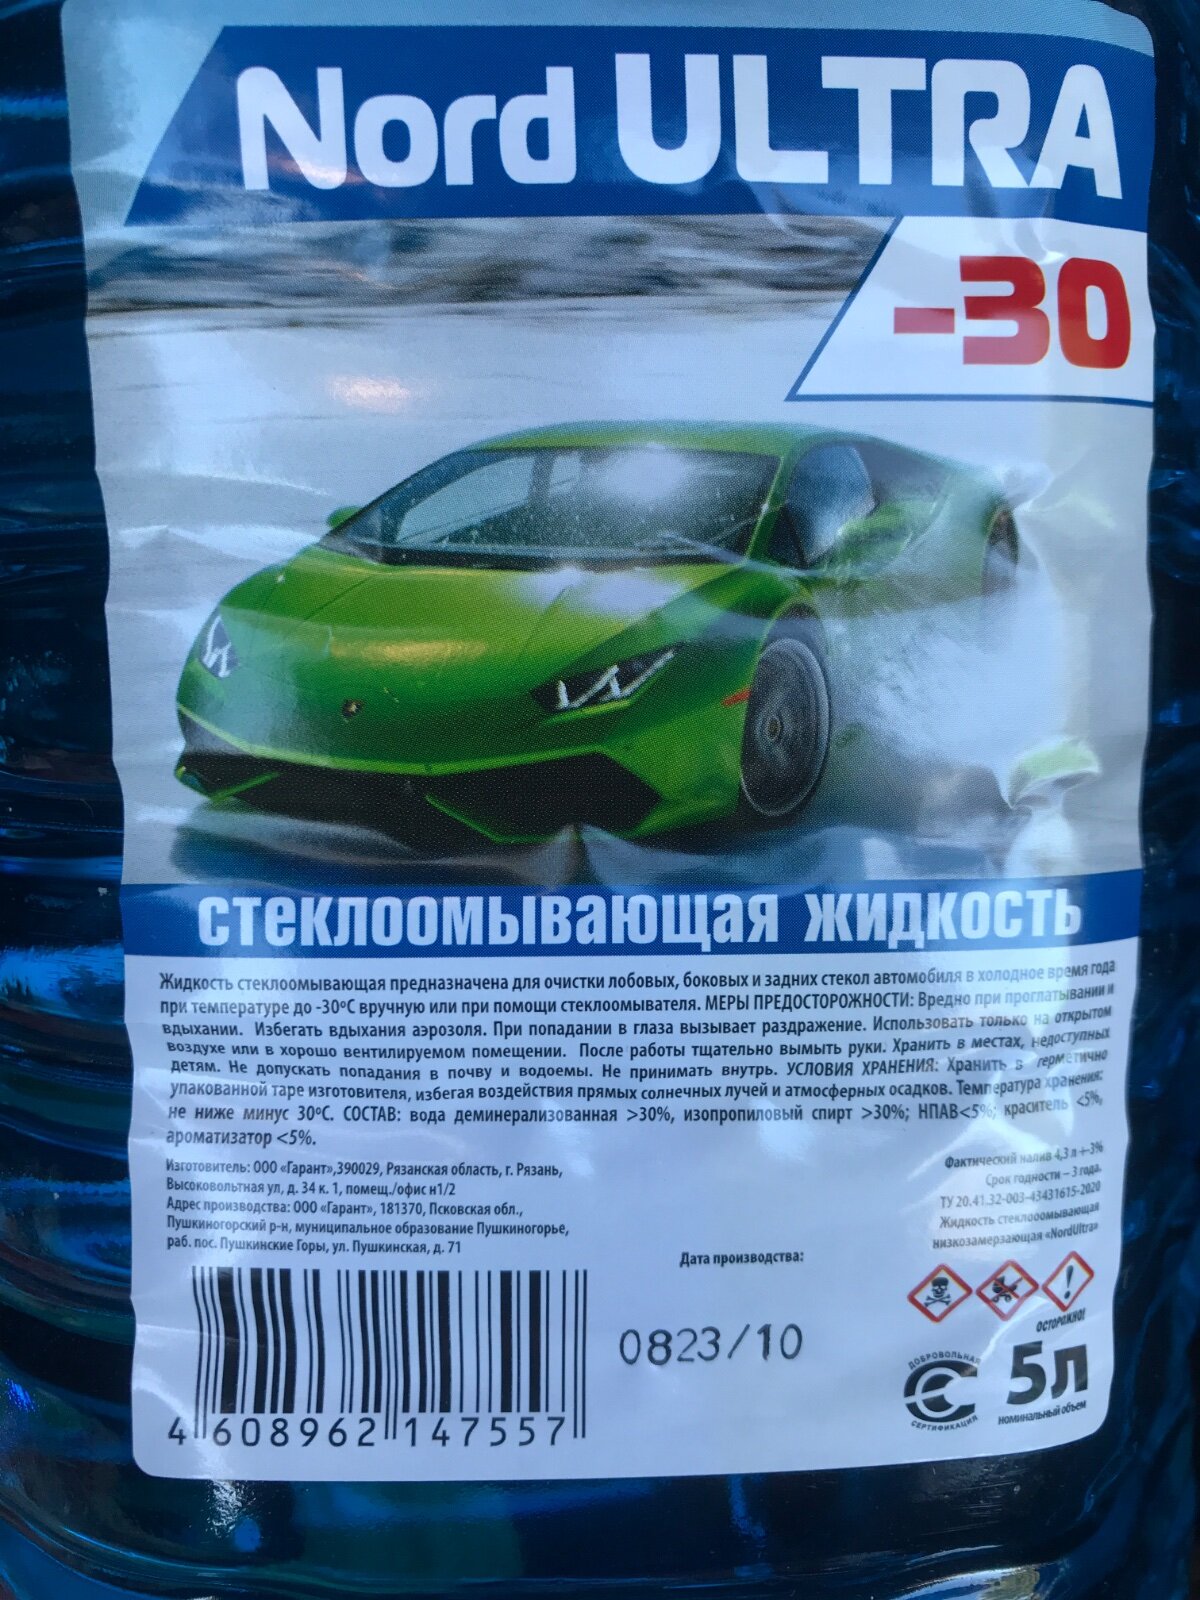 Nord ULTRA
-30
стеклоомывающая жидкость
Жидкость стеклоомывающая предназначена для очистки лобовых, боковых и задних стекол автомобиля в холодное время года
при температуре до -30ºС вручную или при помощи стеклоомывателя. МЕРЫ ПРЕДОСТОРОЖНОСТИ: Вредно при проглатывании и
вдыхании. Избегать вдыхания аэрозоля. При попадании в глаза вызывает раздражение. Использовать только на открытом
воздухе или в хорошо вентилируемом помещении. После работы тщательно вымыть руки. Хранить в местах, недоступных
детям. Не допускать попадания в почву и водоемы. Не принимать внутрь. УСЛОВИЯ ХРАНЕНИЯ: Хранить в герметично
упакованной таре изготовителя, избегая воздействия прямых солнечных лучей и атмосферных осадков. Температура хранения:
не ниже минус 30ºС. СОСТАВ: вода деминерализованная >30%, изопропиловый спирт >30%; НПАВ<5%; краситель <5%,
ароматизатор <5%.
Изготовитель: ООО «Гарант»,390029, Рязанская область, г. Рязань,
Высоковольтная ул, д. 34 к. 1, помещ./офис н1/2
Адрес производства: ООО «Гарант», 181370, Псковская обл.,
Пушкиногорский р-н, муниципальное образование Пушкиногорье,
раб. пос. Пушкинские Горы, ул. Пушкинская, д. 71
Фактический налив 4,3 л +-3%
Срок годности – 3 года.
ТУ 20.41.32-003-43431615-2020
Жидкость стеклооомывающая
низкозамерзающая «NordUltra»
Дата производства:
0823/10
ОСТОРОЖНО!
ДОБРОВОЛЬНАЯ
СЕРТИФИКАЦИЯ
5л
номинальный объем
4 608962 147557